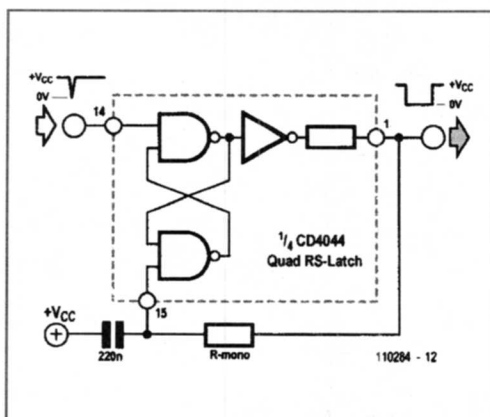 +VCC
0V
14
1
+VCC
0V
1/4 CD4044
Quad RS-Latch
15
+VCC
220n
R-mono
110284 - 12